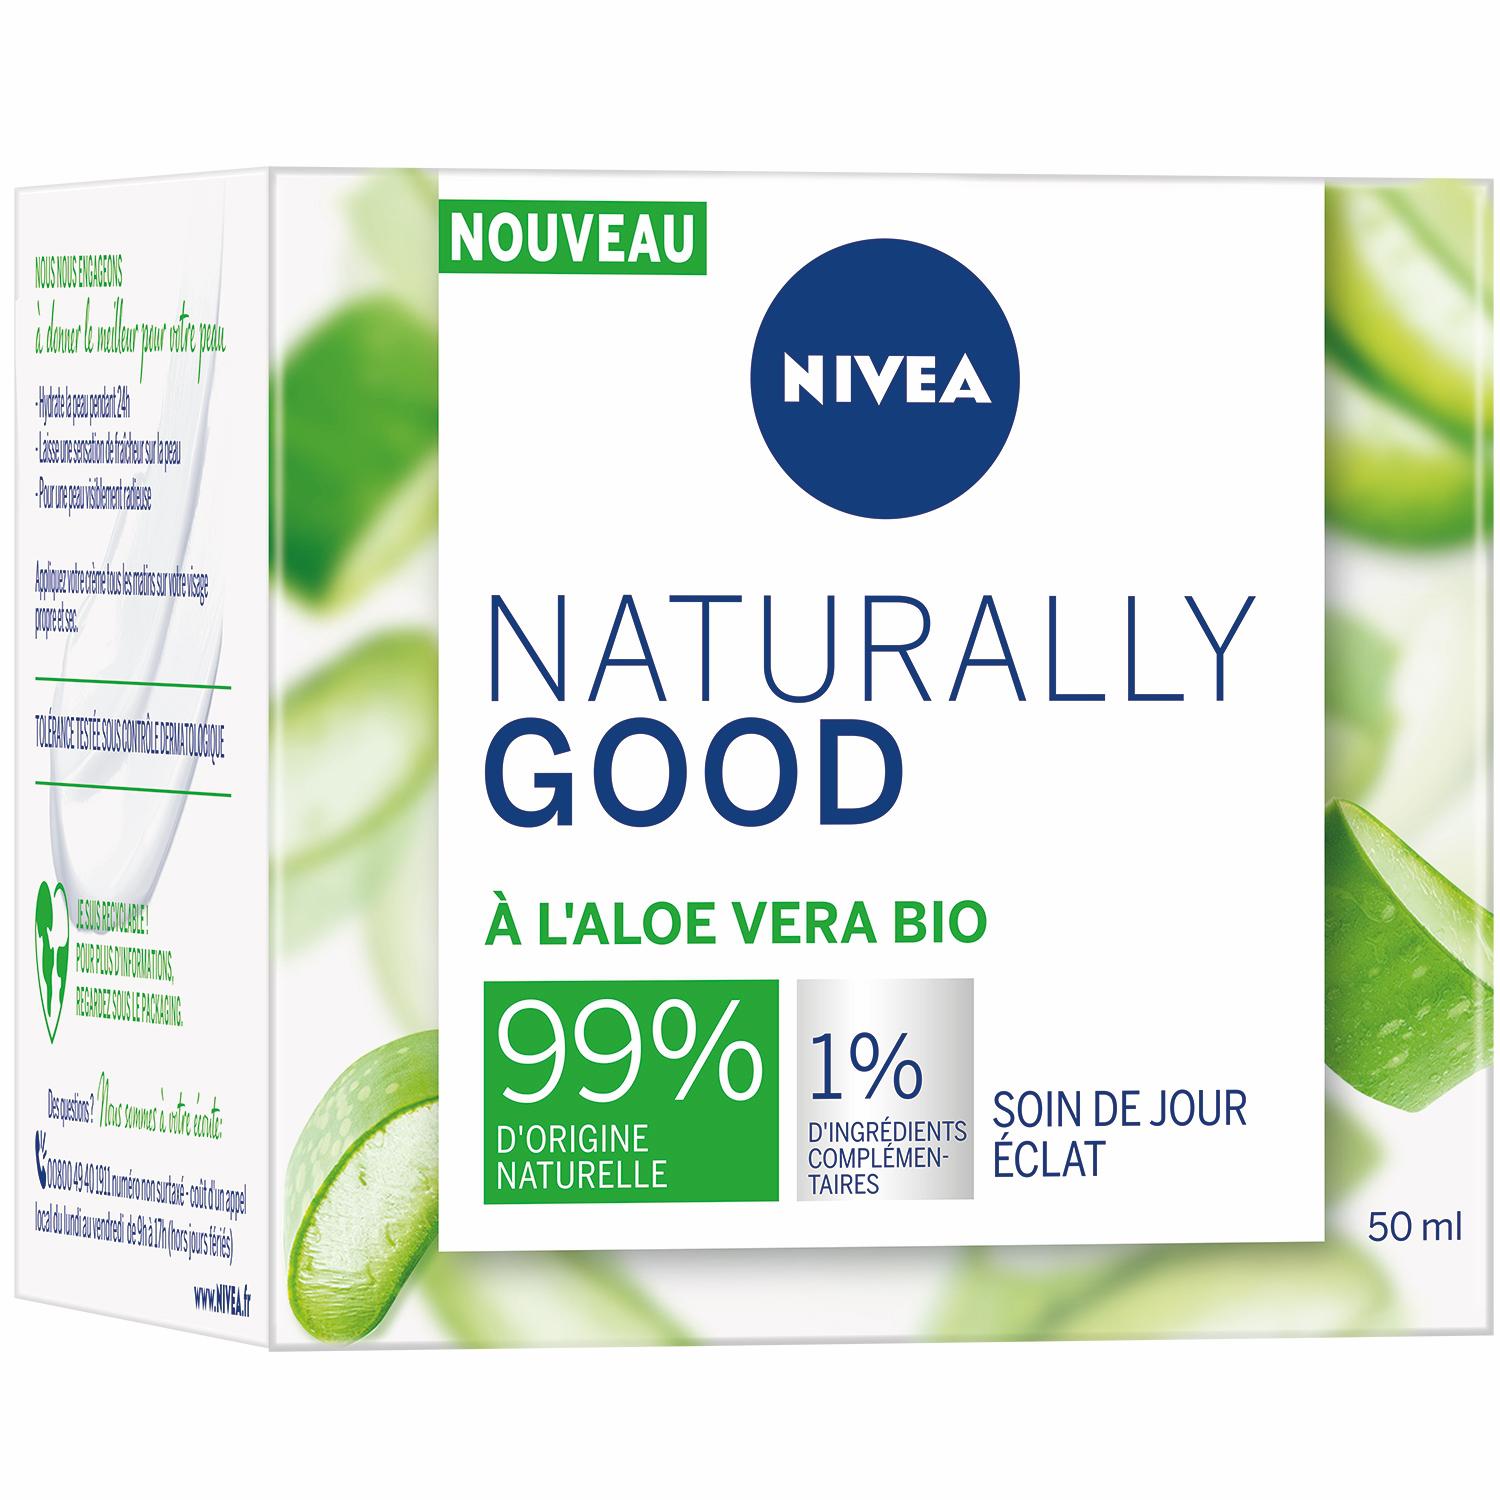 NOUS NOUS ENGAGEONS
à donner le meilleur pour votre peau
- Hydrate la peau pendant 24h
- Laisse une sensation de fraîcheur sur la peau
- Pour une peau visiblement radieuse
Appliquez votre crème tous les matins sur votre visage
propre et sec.
TOLÉRANCE TESTÉE SOUS CONTRÔLE DERMATOLOGIQUE
JE SUIS RECYCLABLE !
POUR PLUS D'INFORMATIONS,
REGARDEZ SOUS LE PACKAGING.
Des questions ? Nous sommes à votre écoute:
00800 49 40 1911 numéro non surtaxé - coût d'un appel
local du lundi au vendredi de 9h à 17h (hors jours fériés)
www.NIVEA.fr
NOUVEAU
NIVEA
NATURALLY
GOOD
À L'ALOE VERA BIO
99%
D'ORIGINE
NATURELLE
1%
D'INGRÉDIENTS
COMPLÉMEN-
TAIRES
SOIN DE JOUR
ÉCLAT
50 ml